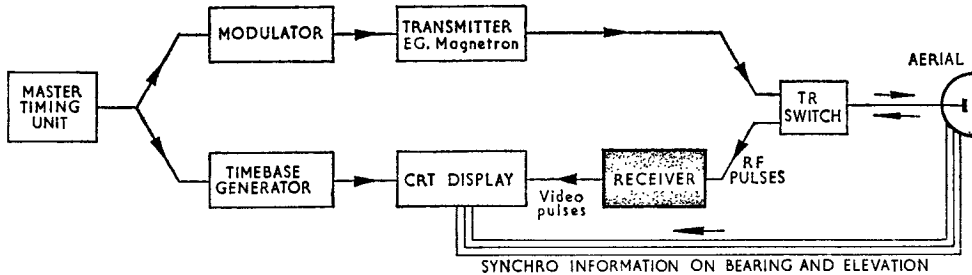 MODULATOR
TRANSMITTER
EG. Magnetron
AERIAL
MASTER
TIMING
UNIT
TR
SWITCH
TIMEBASE
GENERATOR
CRT DISPLAY
Video
pulses
RECEIVER
RF
PULSES
SYNCHRO INFORMATION ON BEARING AND ELEVATION